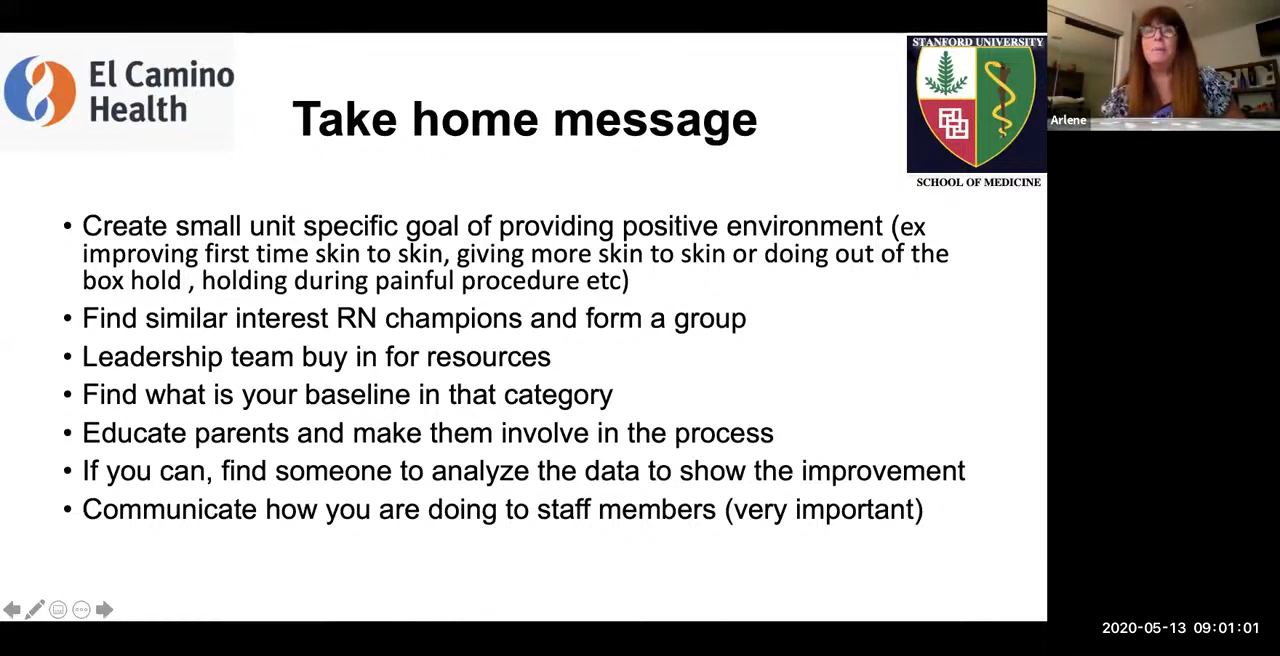 El Camino
Health
Take home message
STANFORD UNIVERSITY
SCHOOL OF MEDICINE
Arlene
• Create small unit specific goal of providing positive environment (ex
improving first time skin to skin, giving more skin to skin or doing out of the
box hold , holding during painful procedure etc)
• Find similar interest RN champions and form a group
• Leadership team buy in for resources
• Find what is your baseline in that category
• Educate parents and make them involve in the process
• If you can, find someone to analyze the data to show the improvement
• Communicate how you are doing to staff members (very important)
2020-05-13 09:01:01